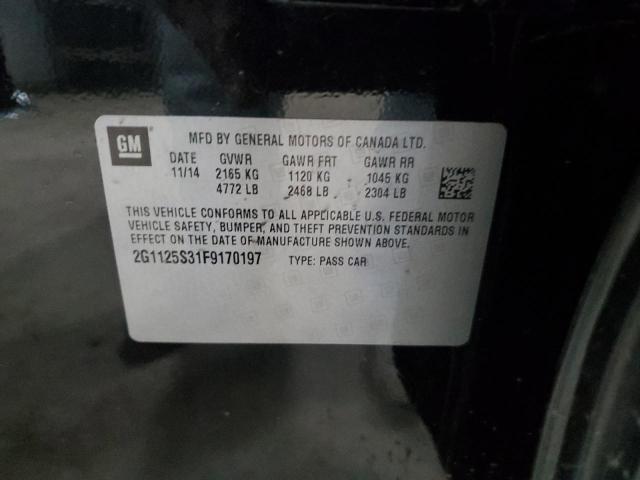 GM
MFD BY GENERAL MOTORS OF CANADA LTD.
DATE GVWR GAWR FRT GAWR RR
11/14 2165 KG 1120 KG 1045 KG
4772 LB 2468 LB 2304 LB
THIS VEHICLE CONFORMS TO ALL APPLICABLE U.S. FEDERAL MOTOR
VEHICLE SAFETY, BUMPER, AND THEFT PREVENTION STANDARDS IN
EFFECT ON THE DATE OF MANUFACTURE SHOWN ABOVE.
2G1125S31F9170197 TYPE: PASS CAR